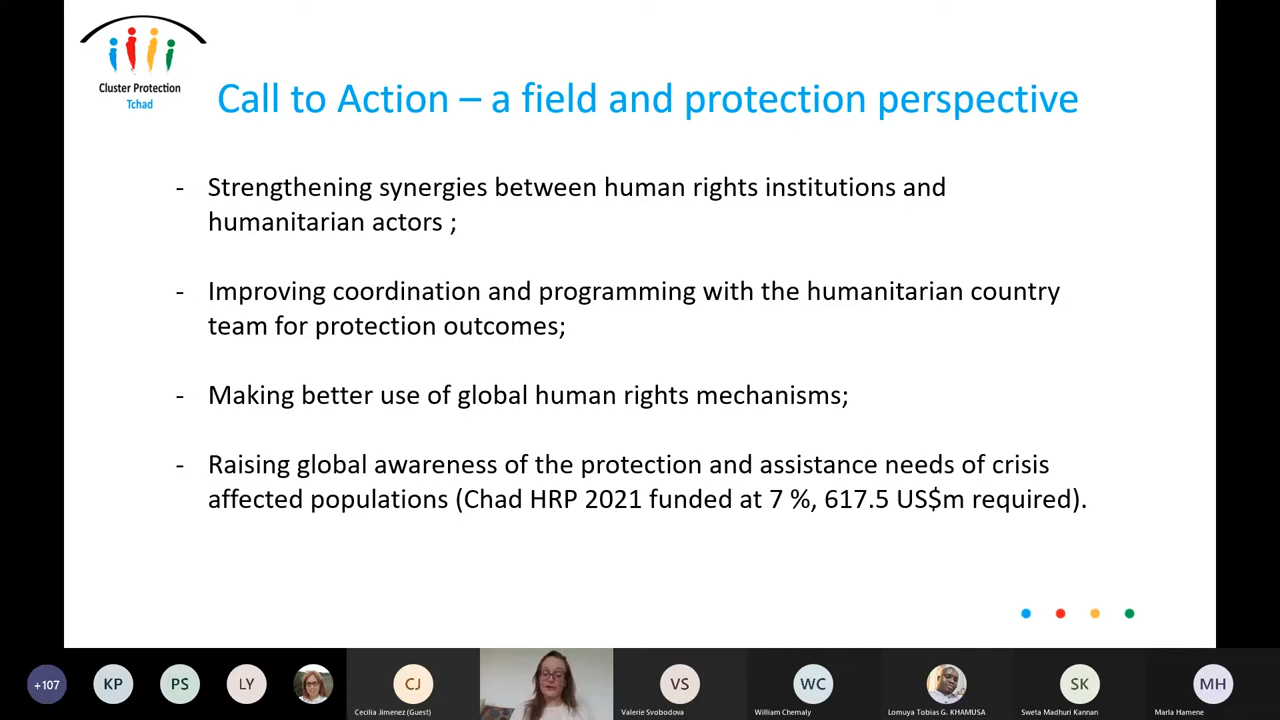 Cluster Protection
Tchad
Call to Action – a field and protection perspective
- Strengthening synergies between human rights institutions and
humanitarian actors ;
- Improving coordination and programming with the humanitarian country
team for protection outcomes;
- Making better use of global human rights mechanisms;
- Raising global awareness of the protection and assistance needs of crisis
affected populations (Chad HRP 2021 funded at 7 %, 617.5 US$m required).
+107
KP
PS
LY
CJ
Cecilia Jimenez (Guest)
VS
Valerie Svobodova
WC
William Chemaly
Lomuya Tobias G. KHAMUSA
SK
Sweta Madhuri Kannan
MH
Marla Hamene